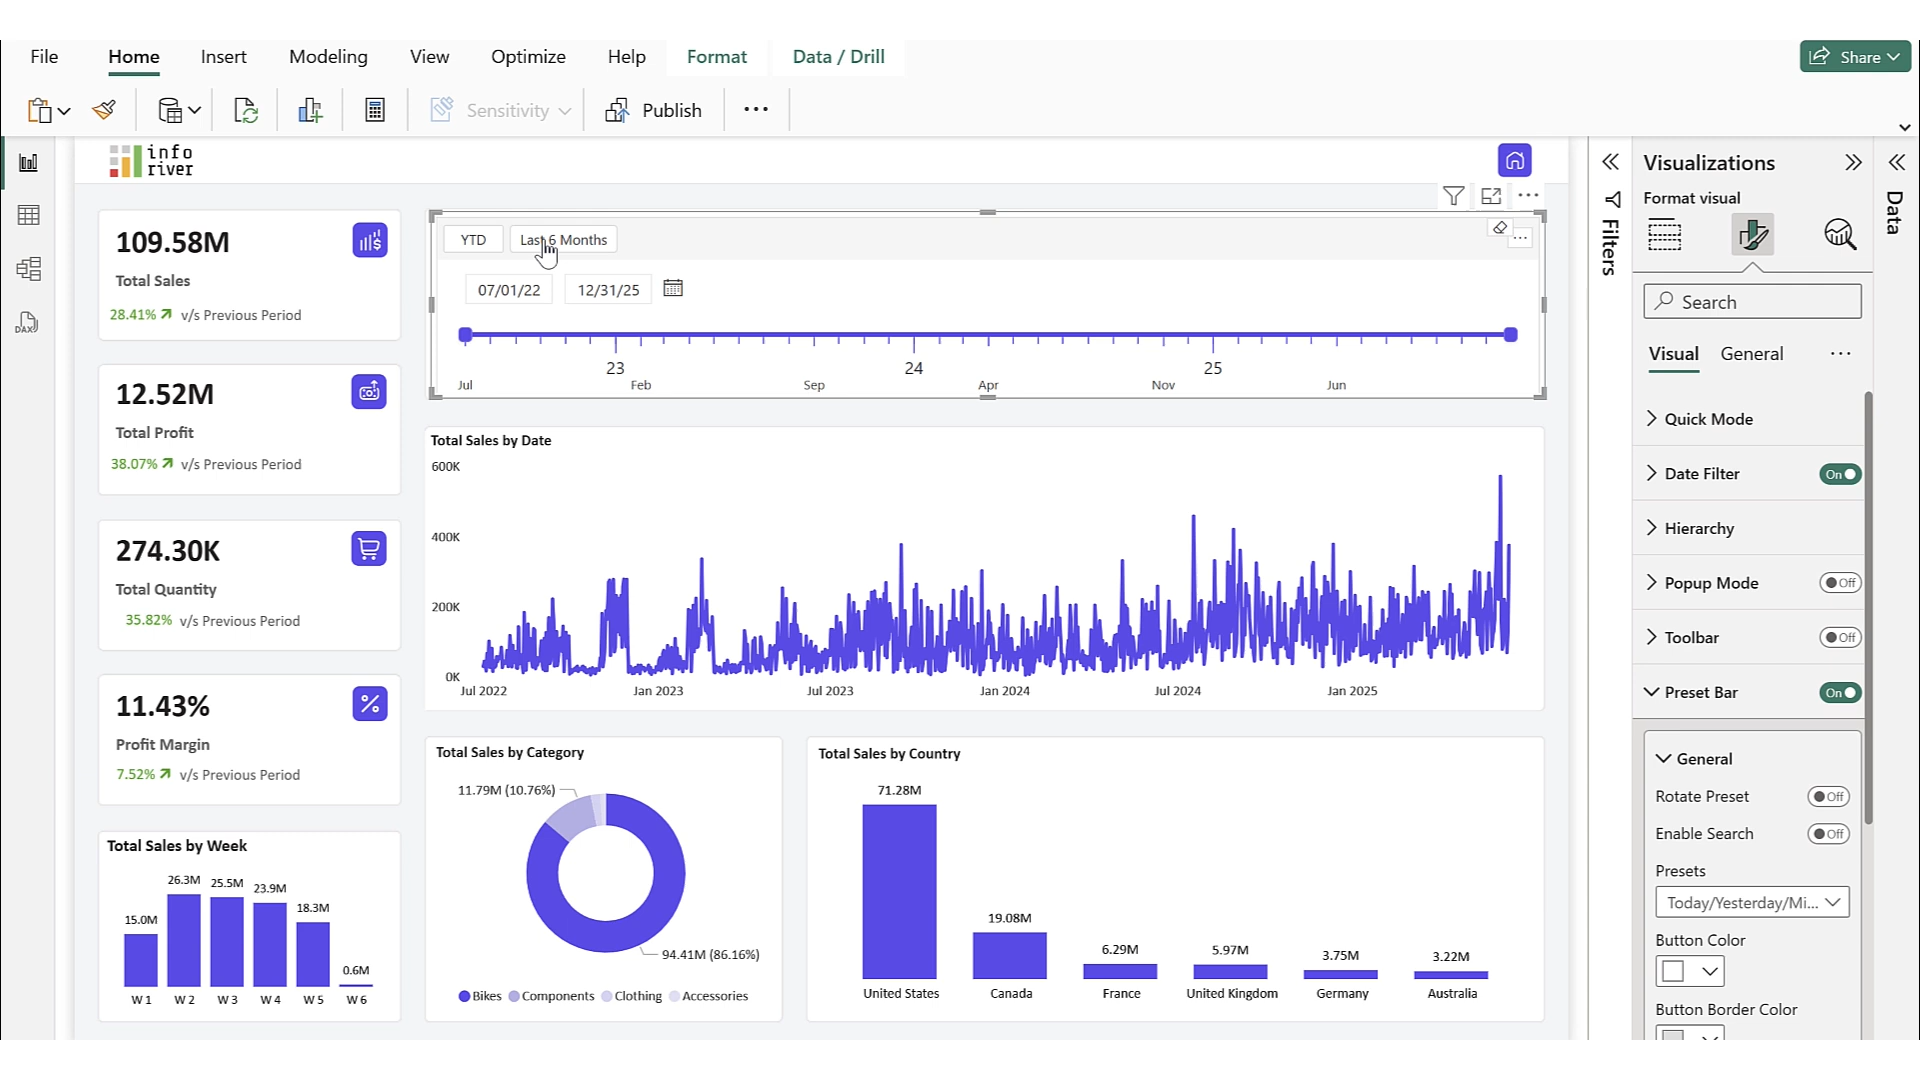 File Home Insert Modeling View Optimize Help Format Data / Drill Share
Sensitivity Publish
info
river
109.58M
Total Sales
28.41% v/s Previous Period
12.52M
Total Profit
38.07% v/s Previous Period
274.30K
Total Quantity
35.82% v/s Previous Period
11.43%
Profit Margin
7.52% v/s Previous Period
Total Sales by Week
26.3M 25.5M 23.9M
18.3M
15.0M
0.6M
W 1 W 2 W 3 W 4 W 5 W 6
YTD Last 6 Months
07/01/22 12/31/25
23 24 25
Jul Feb Sep Apr Nov Jun
Total Sales by Date
600K
400K
200K
0K
Jul 2022 Jan 2023 Jul 2023 Jan 2024 Jul 2024 Jan 2025
Total Sales by Category
11.79M (10.76%)
94.41M (86.16%)
Bikes Components Clothing Accessories
Total Sales by Country
71.28M
19.08M
6.29M 5.97M 3.75M 3.22M
United States Canada France United Kingdom Germany Australia
Filters
Visualizations
Format visual
Search
Visual General
Quick Mode
Date Filter On
Hierarchy
Popup Mode Off
Toolbar Off
Preset Bar On
General
Rotate Preset Off
Enable Search Off
Presets
Today/Yesterday/Mi...
Button Color
Button Border Color
Data
DAX